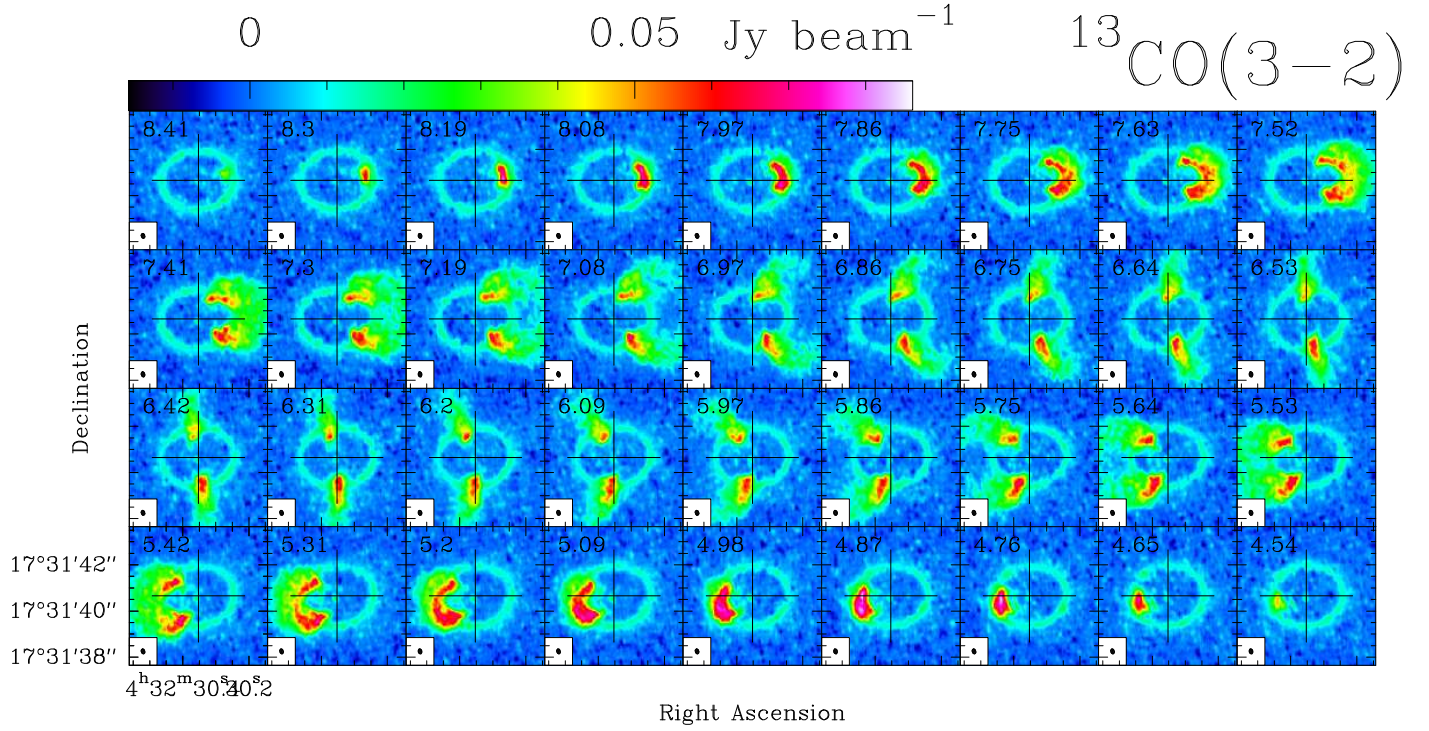 0 0.05 Jy beam⁻¹ ¹³CO(3−2)
8.41 8.3 8.19 8.08 7.97 7.86 7.75 7.63 7.52
7.41 7.3 7.19 7.08 6.97 6.86 6.75 6.64 6.53
Declination
6.42 6.31 6.2 6.09 5.97 5.86 5.75 5.64 5.53
5.42 5.31 5.2 5.09 4.98 4.87 4.76 4.65 4.54
17°31′42″
17°31′40″
17°31′38″
4ʰ32ᵐ30ˢ.4 30ˢ.2
Right Ascension